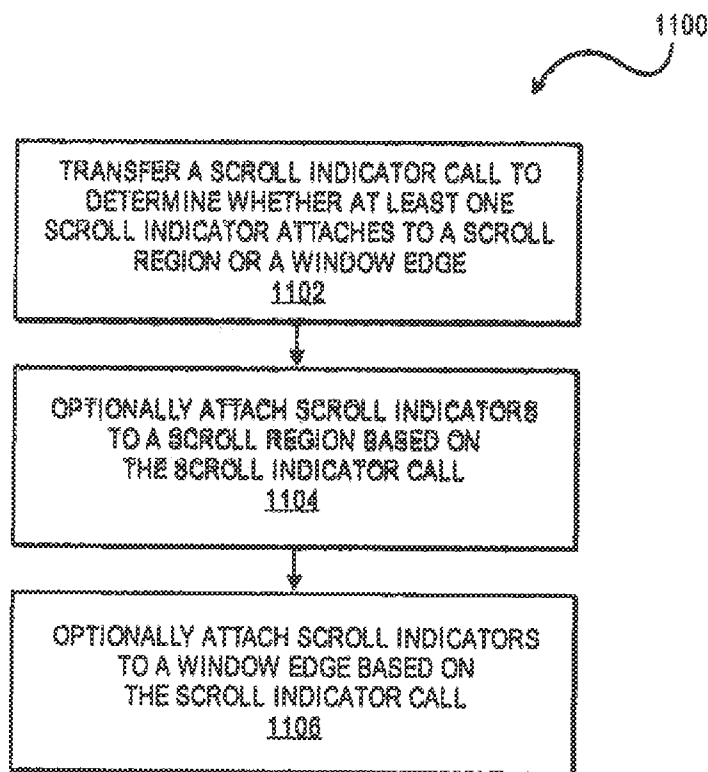 1100
TRANSFER A SCROLL INDICATOR CALL TO
DETERMINE WHETHER AT LEAST ONE
SCROLL INDICATOR ATTACHES TO A SCROLL
REGION OR A WINDOW EDGE
1102
OPTIONALLY ATTACH SCROLL INDICATORS
TO A SCROLL REGION BASED ON
THE SCROLL INDICATOR CALL
1104
OPTIONALLY ATTACH SCROLL INDICATORS
TO A WINDOW EDGE BASED ON
THE SCROLL INDICATOR CALL
1106